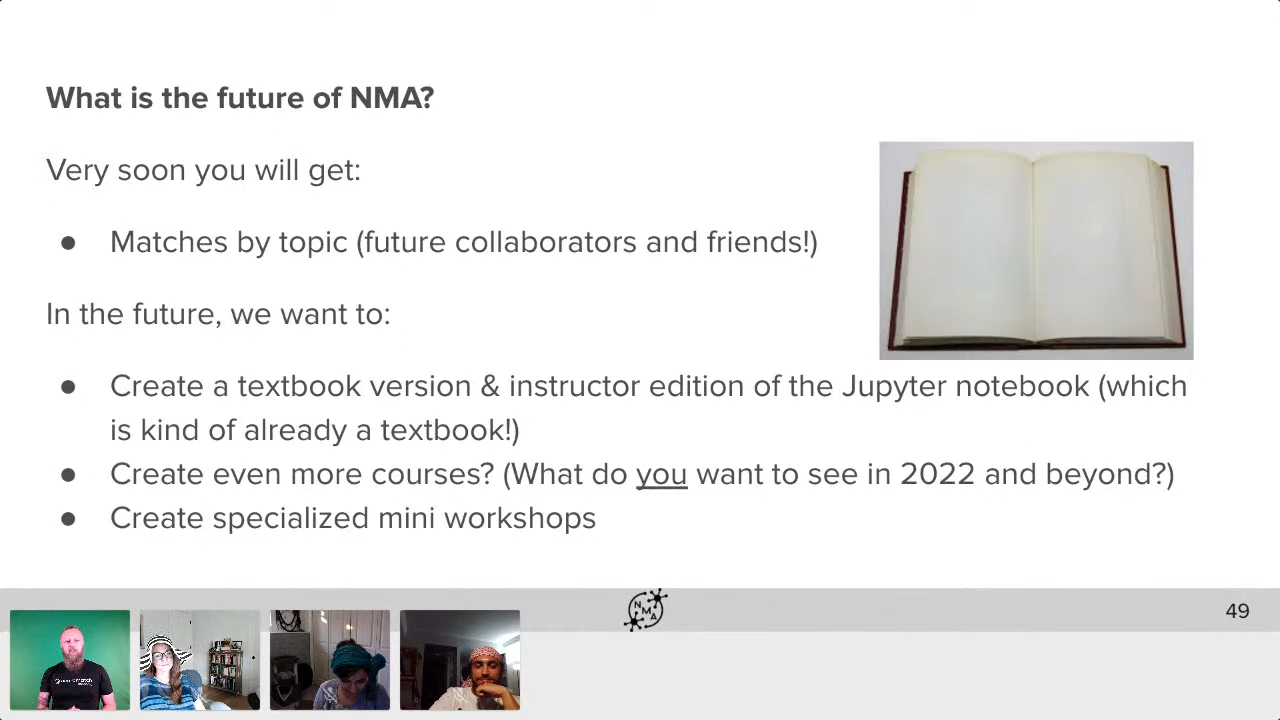 What is the future of NMA?
Very soon you will get:
● Matches by topic (future collaborators and friends!)
In the future, we want to:
● Create a textbook version & instructor edition of the Jupyter notebook (which
is kind of already a textbook!)
● Create even more courses? (What do you want to see in 2022 and beyond?)
● Create specialized mini workshops
NMA
49